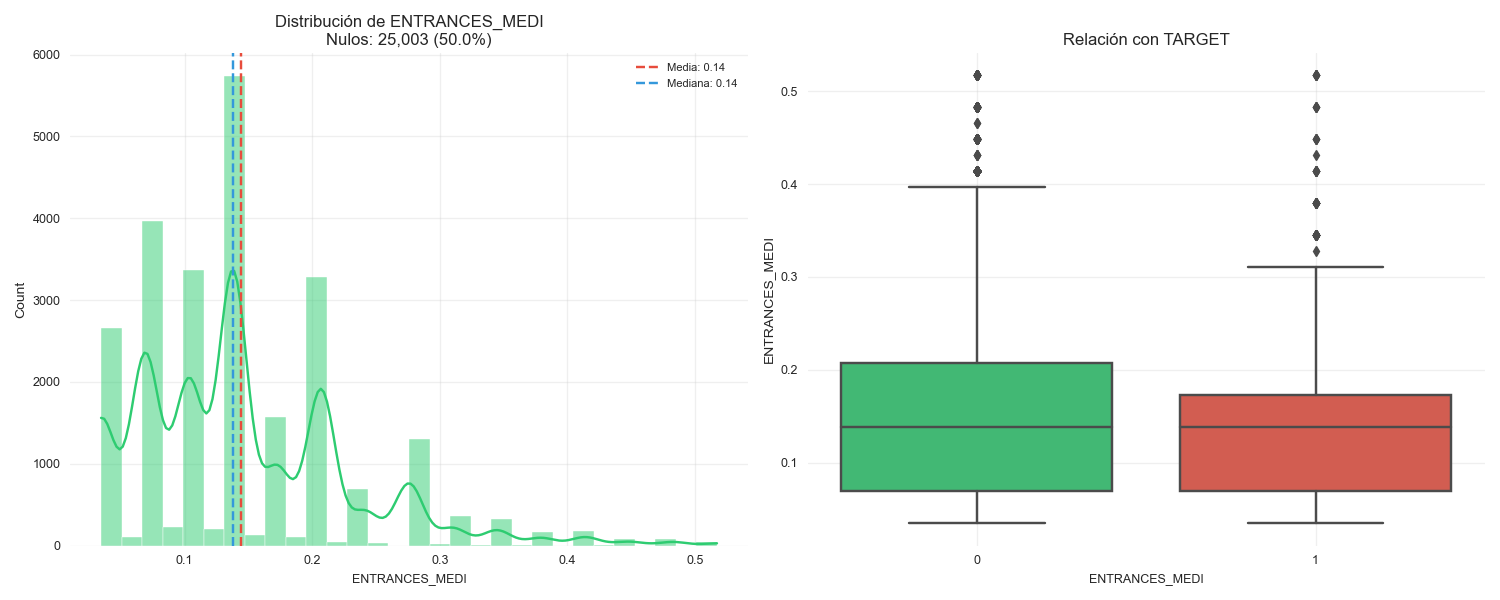 Distribución de ENTRANCES_MEDI
Nulos: 25,003 (50.0%)
Media: 0.14
Mediana: 0.14
Count
6000
5000
4000
3000
2000
1000
0
0.1
0.2
0.3
0.4
0.5
ENTRANCES_MEDI
Relación con TARGET
ENTRANCES_MEDI
0.5
0.4
0.3
0.2
0.1
0
1
ENTRANCES_MEDI